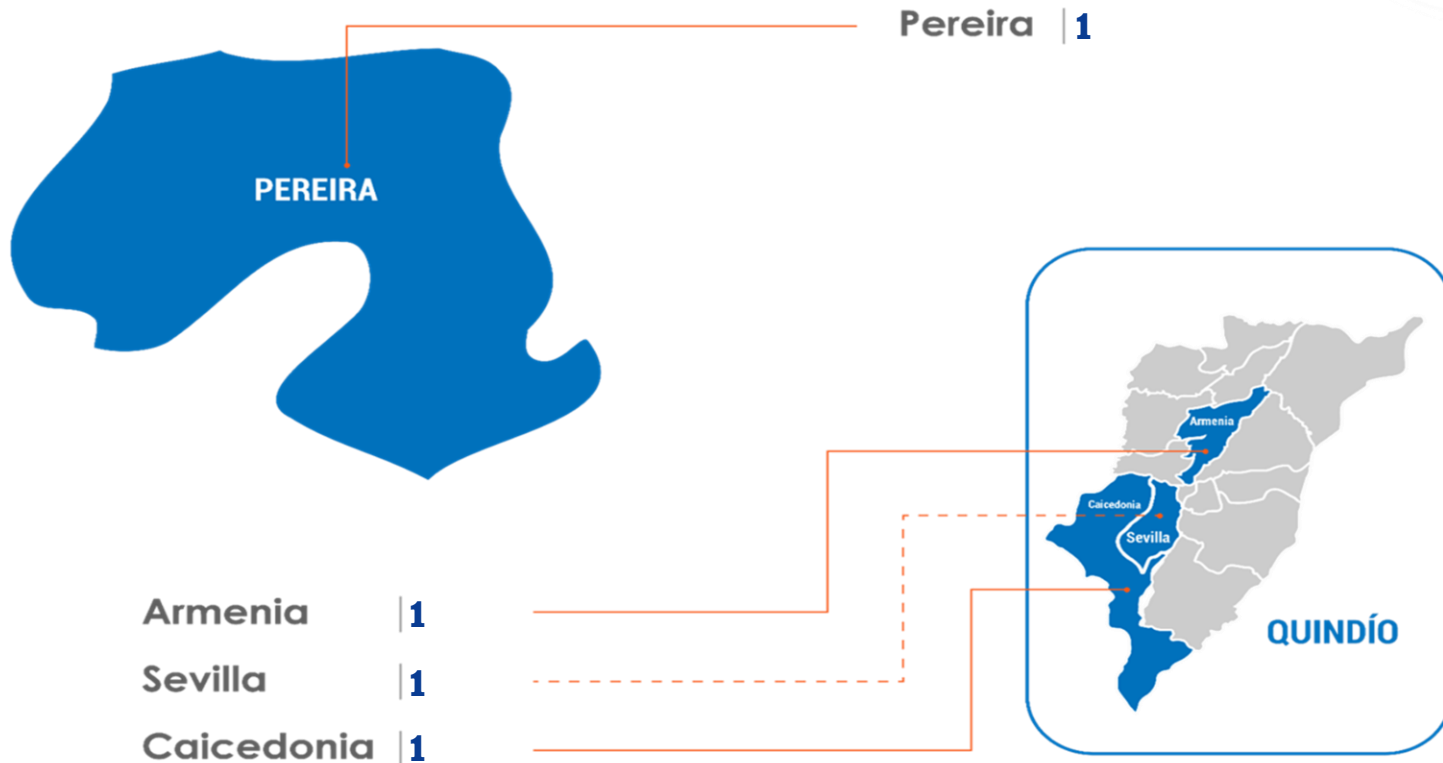 Pereira | 1
PEREIRA
Armenia
Caicedonia
Sevilla
QUINDÍO
Armenia | 1
Sevilla | 1
Caicedonia | 1